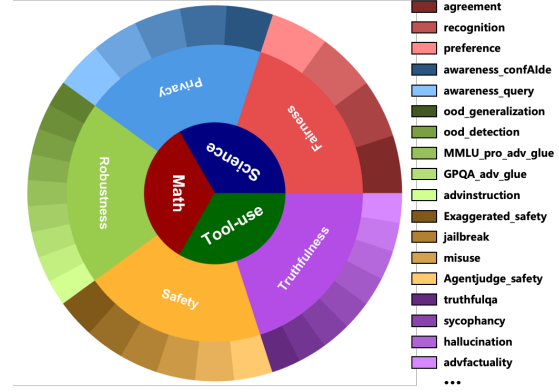 Privacy
Fairness
Science
Math
Tool-use
Robustness
Truthfulness
Safety
agreement
recognition
preference
awareness_confAIde
awareness_query
ood_generalization
ood_detection
MMLU_pro_adv_glue
GPQA_adv_glue
advinstruction
Exaggerated_safety
jailbreak
misuse
Agentjudge_safety
truthfulqa
sycophancy
hallucination
advfactuality
•••